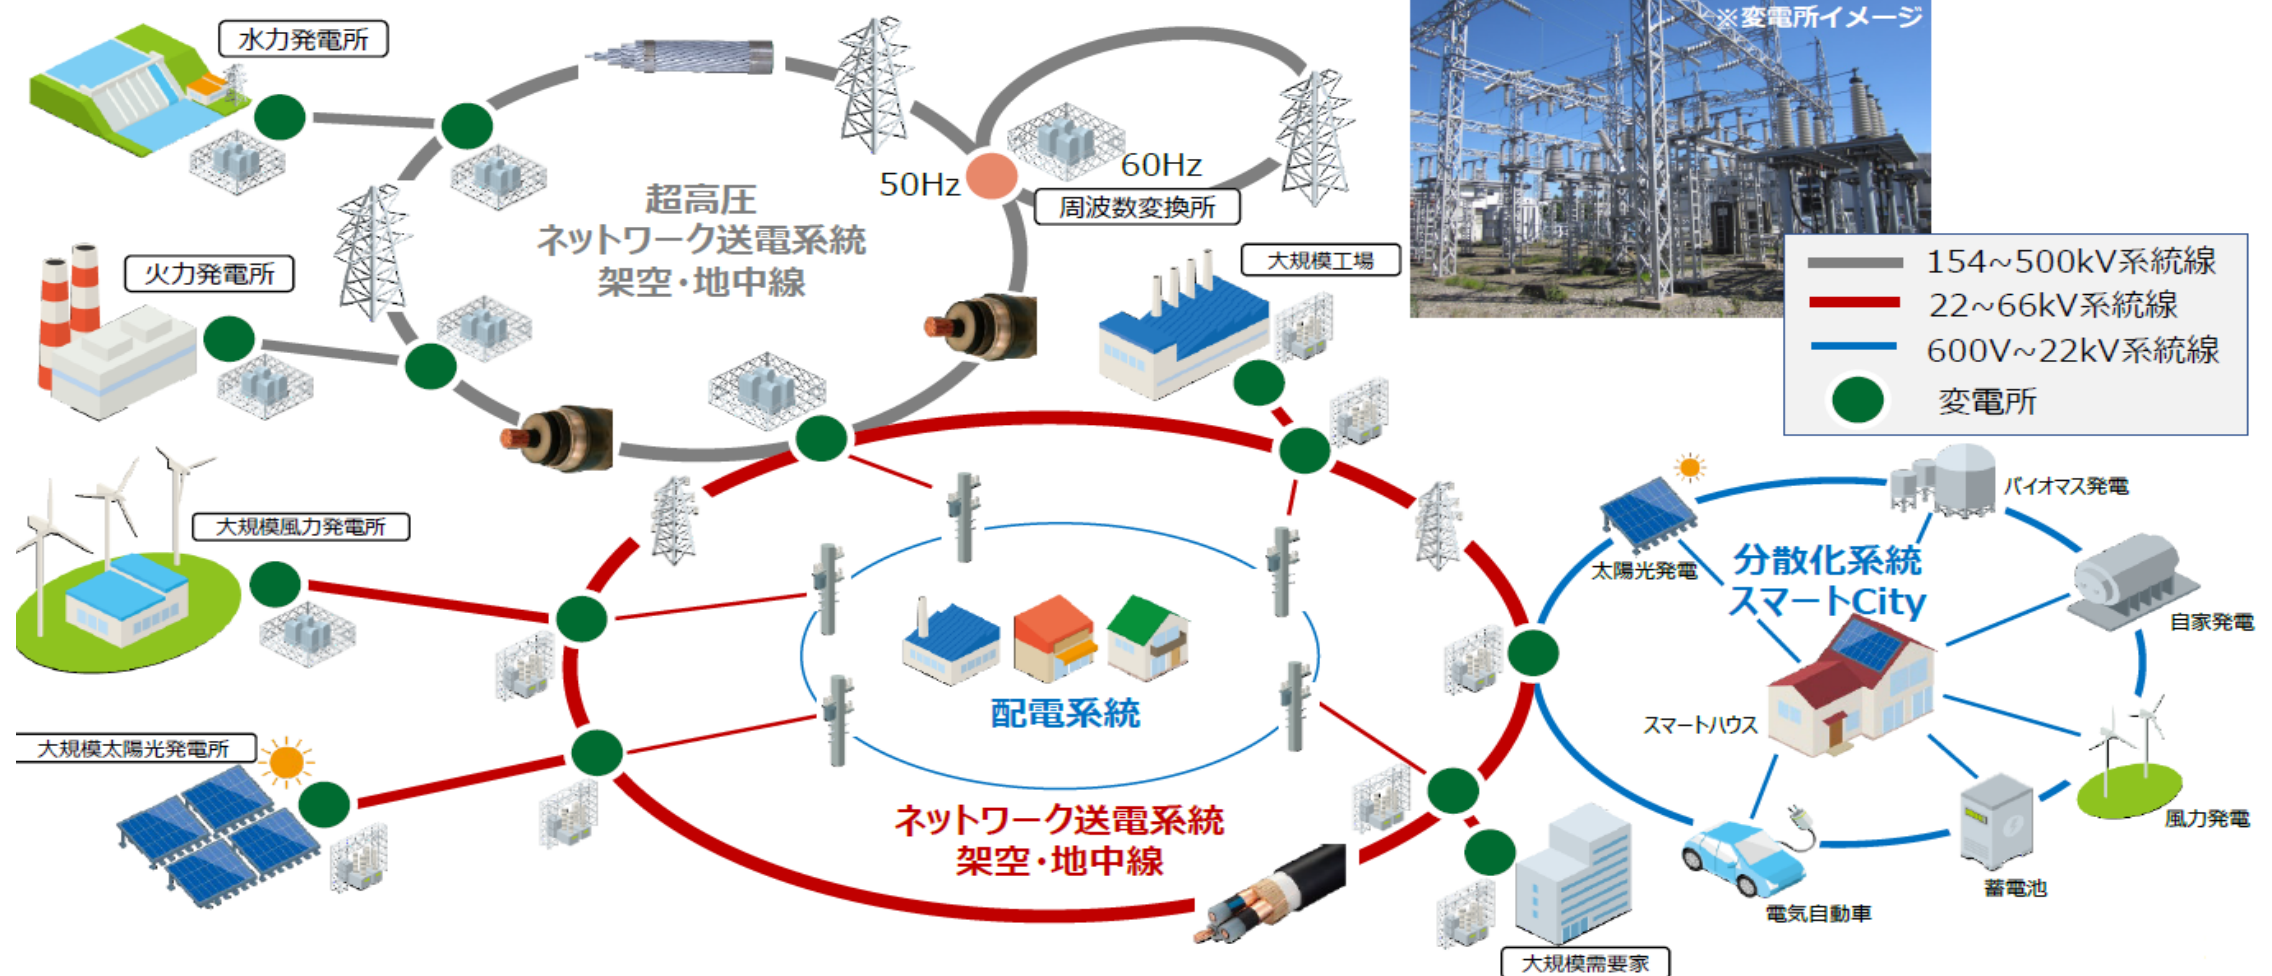 水力発電所
※変電所イメージ
50Hz
60Hz
周波数変換所
超高圧
ネットワーク送電系統
架空・地中線
火力発電所
大規模工場
154~500kV系統線
22~66kV系統線
600V~22kV系統線
変電所
大規模風力発電所
バイオマス発電
太陽光発電
分散化系統
スマートCity
自家発電
配電系統
スマートハウス
大規模太陽光発電所
風力発電
ネットワーク送電系統
架空・地中線
蓄電池
電気自動車
大規模需要家